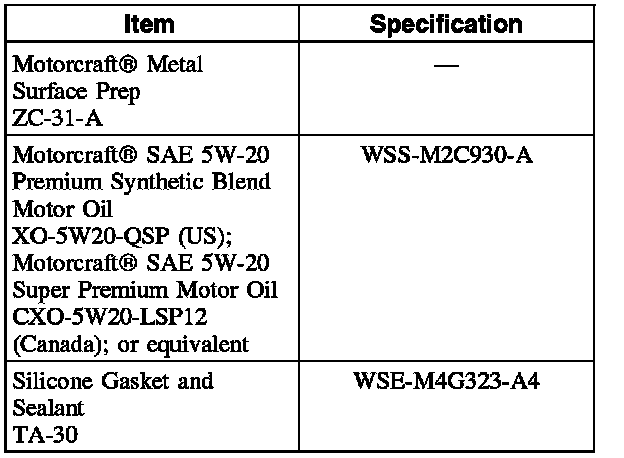 Item Specification
Motorcraft® Metal —
Surface Prep
ZC-31-A
Motorcraft® SAE 5W-20 WSS-M2C930-A
Premium Synthetic Blend
Motor Oil
XO-5W20-QSP (US);
Motorcraft® SAE 5W-20
Super Premium Motor Oil
CXO-5W20-LSP12
(Canada); or equivalent
Silicone Gasket and WSE-M4G323-A4
Sealant
TA-30